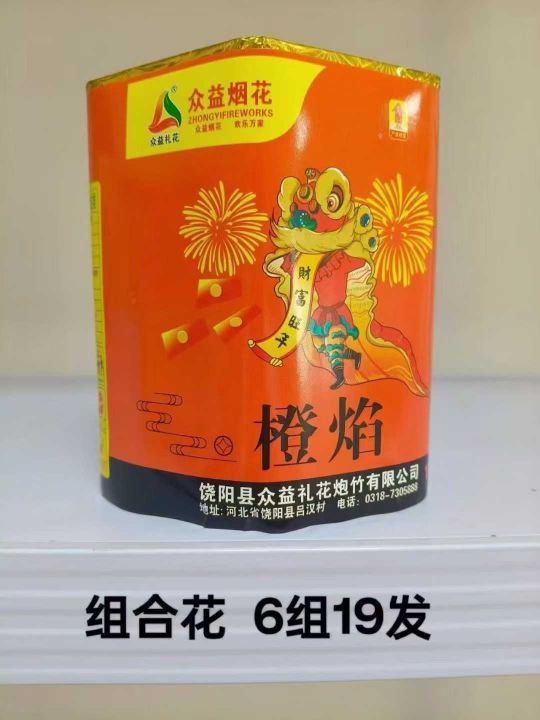 众益烟花
ZHONGYIFIREWORKS
众益烟花 欢乐万家
众益礼花
®
財富旺年
橙焰
饶阳县众益礼花炮竹有限公司
地址: 河北省饶阳县吕汉村 电话: 0318-7305888
组合花 6组19发